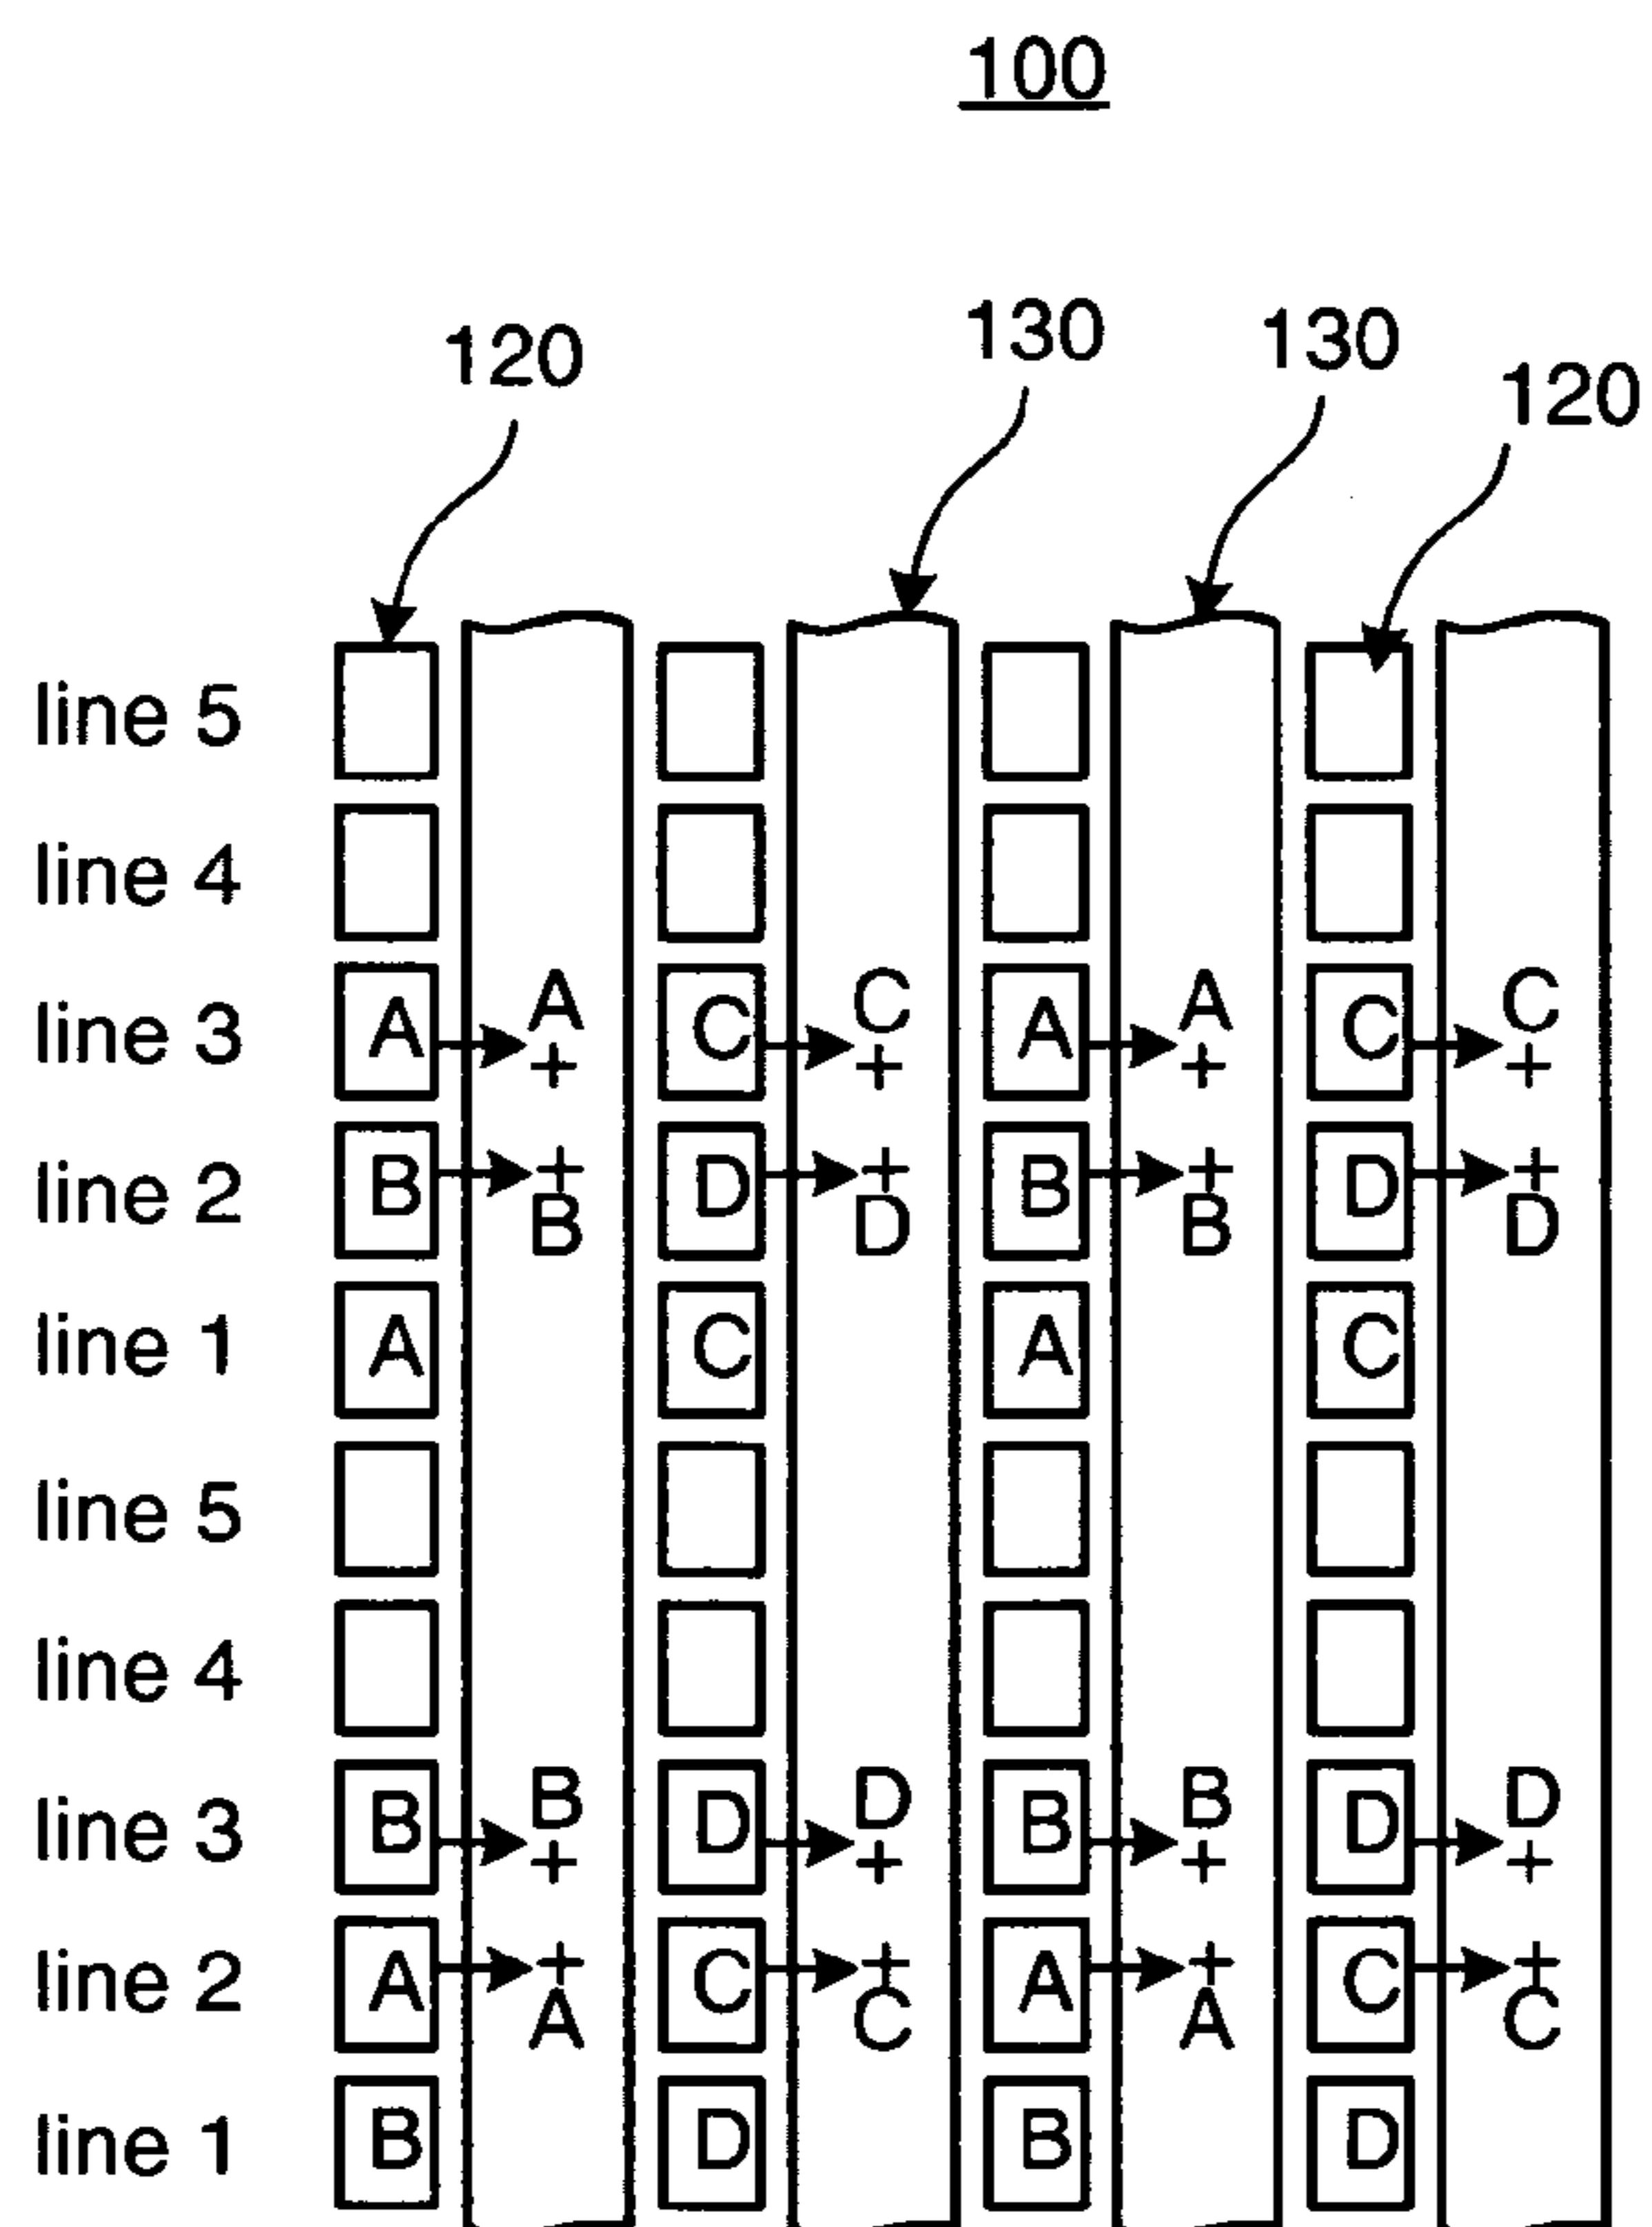 100
130
130
120
120
line 5
line 4
A C A C
line 3 A C A C
+ + + +
line 2 B + D + B + D +
B D B D
line 1 A C A C
line 5
line 4
B D B D
line 3 B D B D
+ + + +
line 2 A + C + A + C +
A C A C
line 1 B D B D